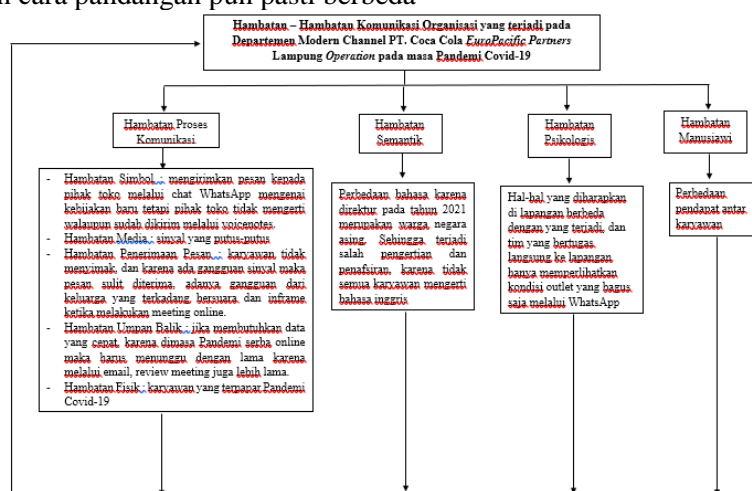 n cara pandangan pun pasti berbeda
Hambatan – Hambatan Komunikasi Organisasi yang terjadi pada
Departemen Modern Channel PT. Coca Cola EuroPacific Partners
Lampung Operation pada masa Pandemi Covid-19
Hambatan Proses
Komunikasi
Hambatan
Semantik
Hambatan
Psikologis
Hambatan
Manusiawi
- Hambatan Simbol : mengirimkan pesan kepada
pihak toko melalui chat WhatsApp mengenai
kebijakan baru tetapi pihak toko tidak mengerti
walaupun sudah dikirim melalui voicenotes.
- Hambatan Media : sinyal yang putus-putus
- Hambatan Penerimaan Pesan : karyawan tidak
menyimak, dan karena ada gangguan sinyal maka
pesan sulit diterima, adanya gangguan dari
keluarga yang terkadang bersuara dan inframe
ketika melakukan meeting online.
- Hambatan Umpan Balik : jika membutuhkan data
yang cepat, karena dimasa Pandemi serba online
maka harus menunggu dengan lama karena
melalui email, review meeting juga lebih lama.
- Hambatan Fisik : karyawan yang terpapar Pandemi
Covid-19
Perbedaan bahasa karena
direktur pada tahun 2021
merupakan warga negara
asing. Sehingga terjadi
salah pengertian dan
penafsiran, karena tidak
semua karyawan mengerti
bahasa inggris
Hal-hal yang diharapkan
di lapangan berbeda
dengan yang terjadi, dan
tim yang bertugas
langsung ke lapangan
hanya memperlihatkan
kondisi outlet yang bagus
saja melalui WhatsApp
Perbedaan
pendapat antar
karyawan